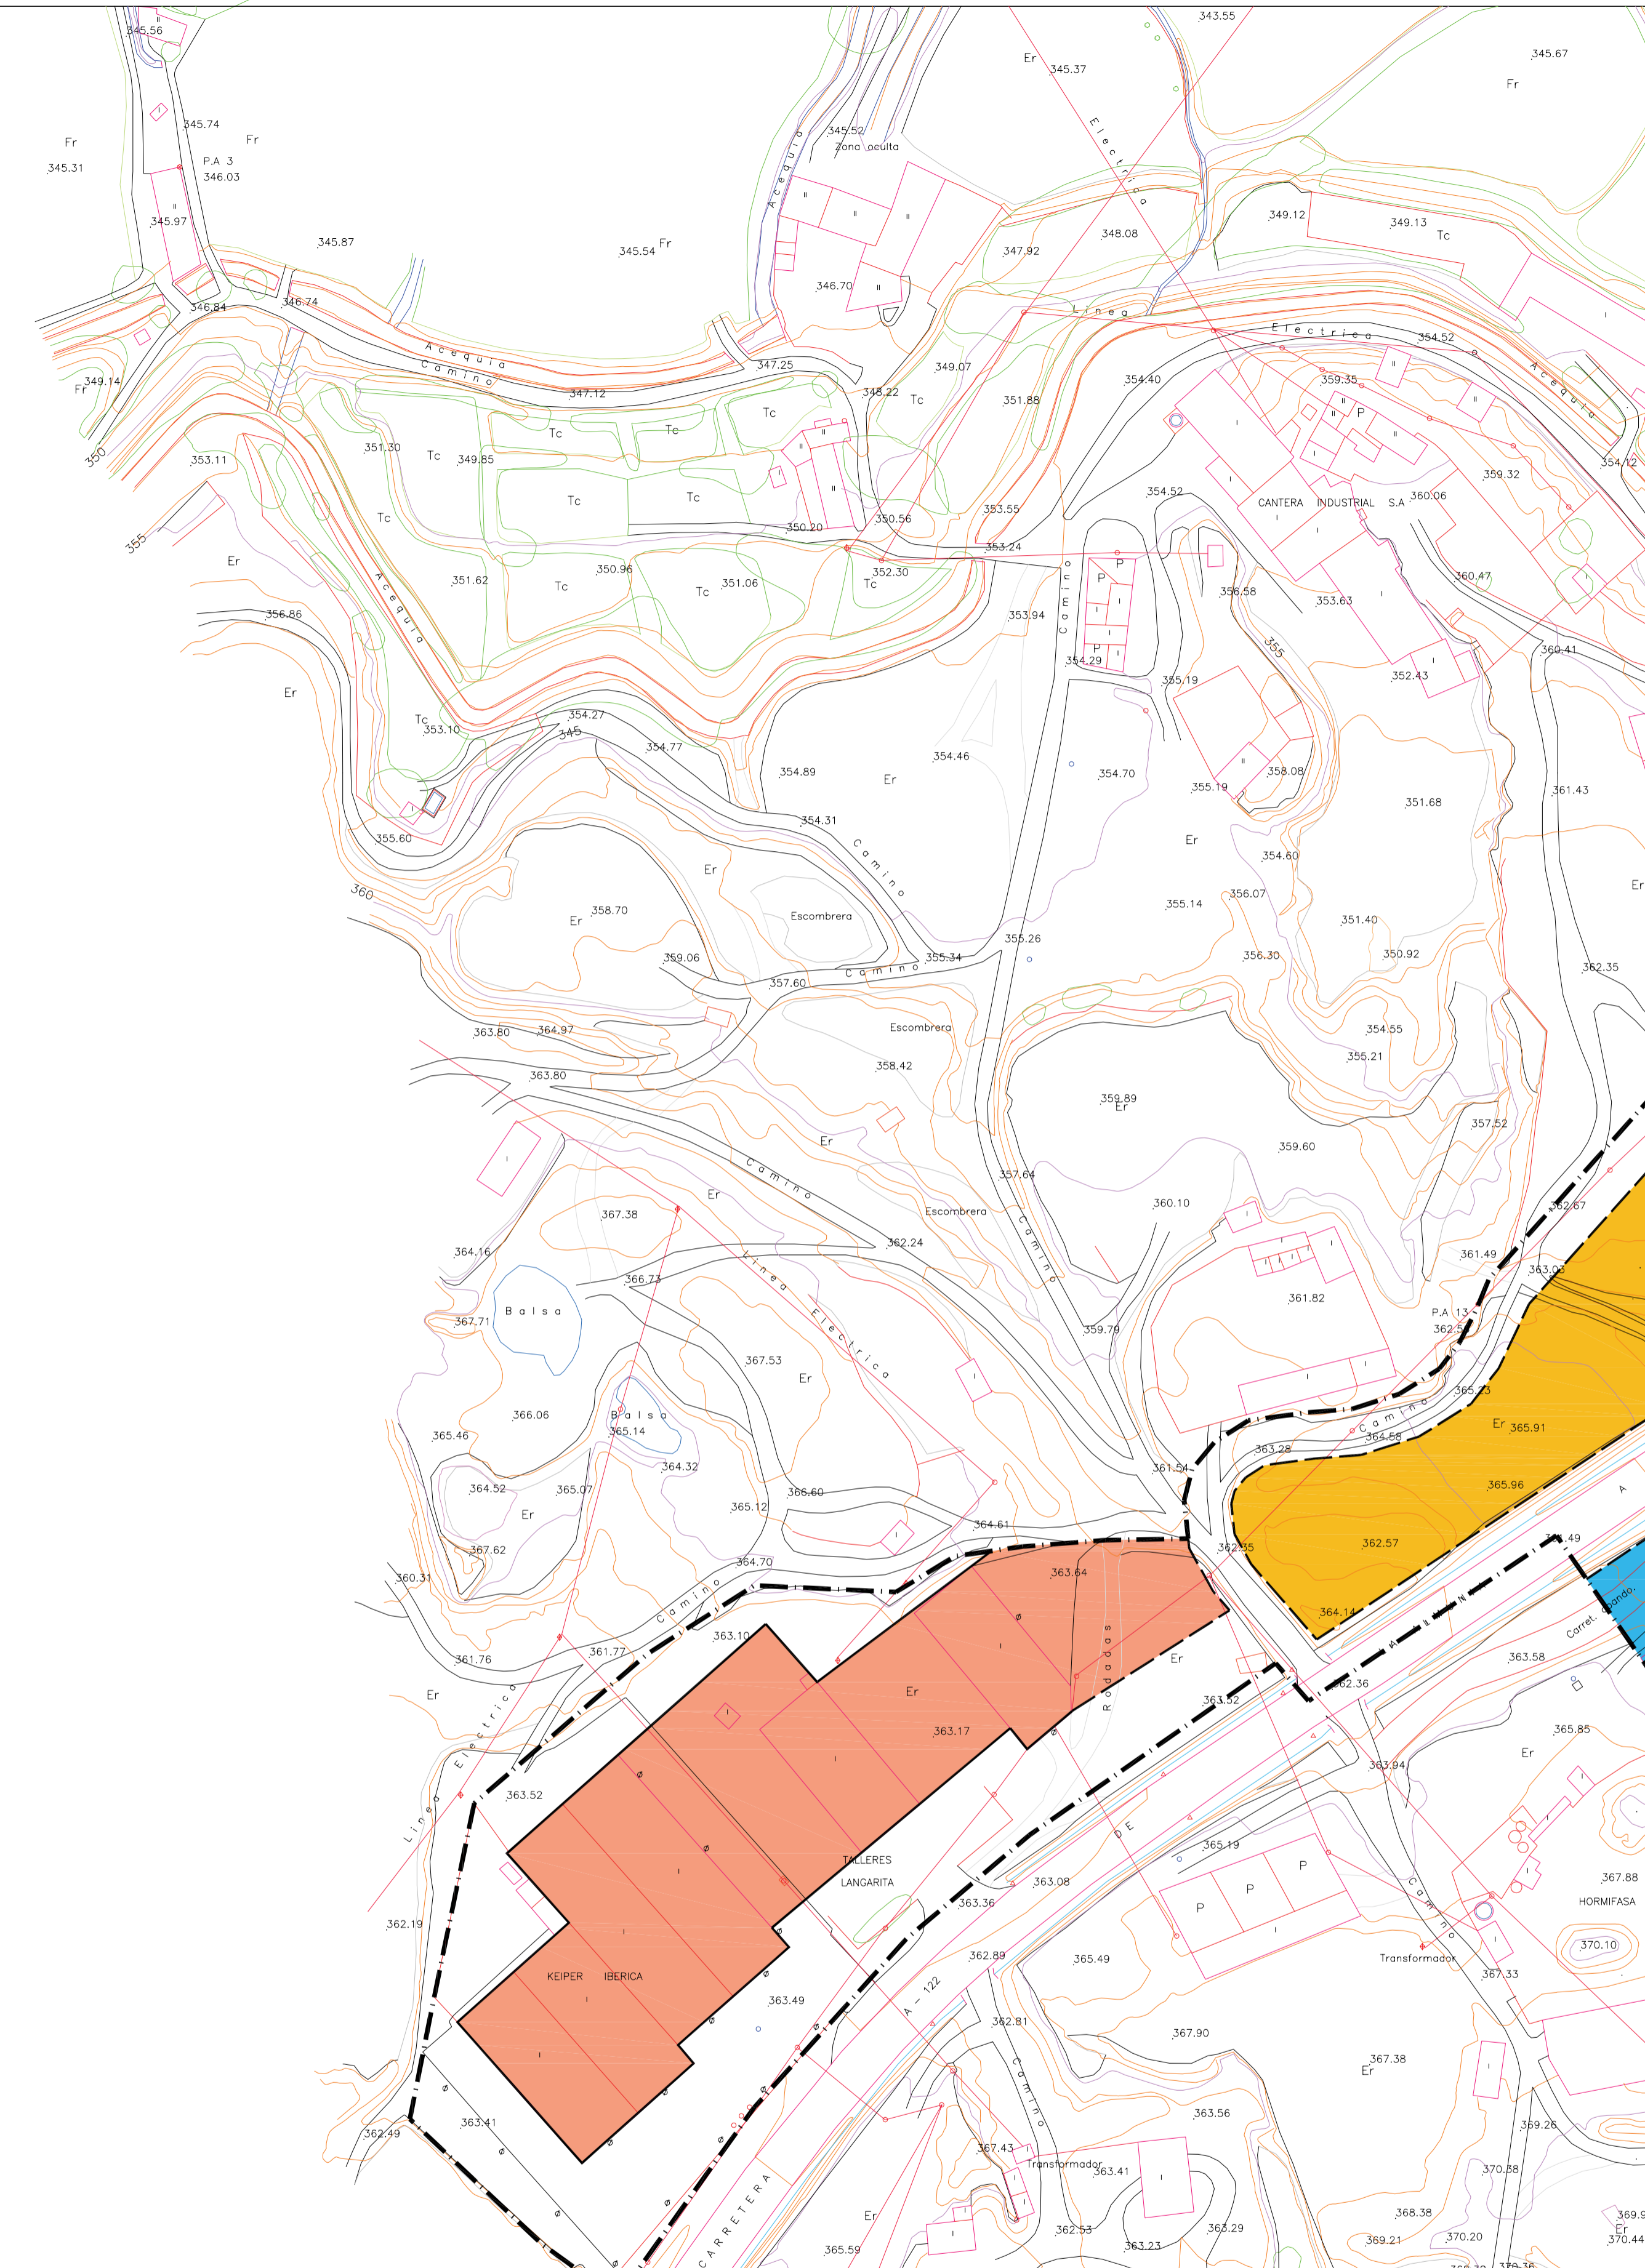 343.55
345.56
Er
345.37
345.67
Fr
345.74
Fr
Fr
345.31
P.A 3
346.03
345.52
Zona oculta
Acequia
Electrica
345.97
345.87
345.54
Fr
346.70
347.92
348.08
349.12
349.13
Tc
346.84
346.74
Linea
Electrica
354.52
Acequia
Camino
347.25
347.12
349.14
Fr
348.22
349.07
Tc
351.88
354.40
359.35
P
Acequia
350
353.11
351.30
Tc
349.85
Tc
Tc
Tc
354.12
359.32
355
Tc
Tc
Tc
350.20
350.56
353.55
354.52
CANTERA INDUSTRIAL S.A
360.06
353.24
Er
351.62
350.96
Tc
Tc
351.06
352.30
Tc
P
P
356.58
353.63
360.47
356.86
Acequia
353.94
Camino
355
P
354.29
360.41
Er
355.19
352.43
Tc
353.10
354.27
345
354.77
354.89
Er
354.46
354.70
355.19
358.08
351.68
361.43
355.60
354.31
Er
Camino
354.60
360
Er
Er
358.70
Escombrera
355.14
356.07
351.40
359.06
357.60
Camino
355.34
355.26
356.30
350.92
362.35
363.80
364.97
Escombrera
354.55
355.21
358.42
363.80
359.89
Er
357.52
Er
359.60
Camino
357.64
Er
360.10
367.38
Escombrera
362.67
364.16
362.24
Camino
361.49
366.73
363.03
Linea Electrica
Balsa
361.82
P.A 13
367.71
359.79
362.5
367.53
Er
365.23
366.06
Balsa
365.14
Camino
Er
365.91
365.46
364.58
363.28
364.32
361.54
364.52
365.07
366.60
365.96
365.12
Er
364.61
A
367.62
364.70
362.35
362.57
360.31
363.64
Camino
364.14
Carret.
363.10
Rodadas
361.77
361.76
Er
363.58
Er
Er
363.52
362.36
363.17
365.85
Linea Electrica
Er
363.94
363.52
DE
365.19
TALLERES
LANGARITA
P
P
P
363.08
363.36
367.88
HORMIFASA
Camino
362.19
362.89
365.49
370.10
Transformador
KEIPER IBERICA
367.33
363.49
A - 122
362.81
367.90
367.38
Er
Camino
363.41
363.56
369.26
362.49
367.43
Transformador
363.41
370.38
CARRETERA
368.38
Er
363.29
362.53
369.21
370.20
Er
370.44
365.59
363.23